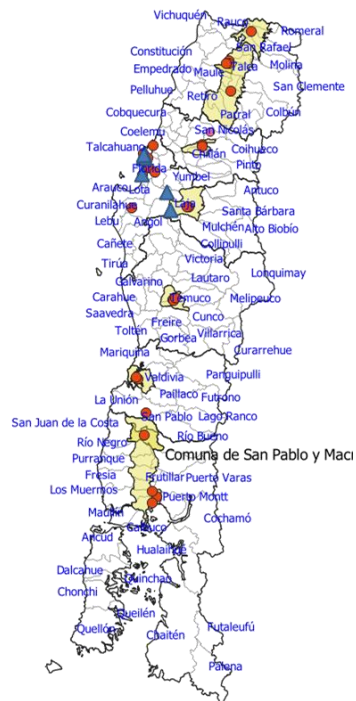 Vichuquén
Rauco
Romeral
Constitución
San Rafael
Empedrado
Talca
Molina
Maule
Pelluhue
Retiro
San Clemente
Parral
Colbún
Cobquecura
Coelemu
San Nicolás
Talcahuano
Chillán
Coihueco
Florida
Pinto
Yumbel
Arauco
Lota
Antuco
Curanilahue
Laja
Santa Bárbara
Lebu
Angol
Mulchén
Alto Biobío
Cañete
Collipulli
Tirúa
Victoria
Lonquimay
Galvarino
Lautaro
Carahue
Temuco
Melipeuco
Saavedra
Cunco
Freire
Toltén
Villarrica
Gorbea
Curarrehue
Mariquina
Panguipulli
Valdivia
Paillaco
La Unión
Futrono
San Pablo
Lago Ranco
San Juan de la Costa
Río Negro
Río Bueno
Comuna de San Pablo y Macr
Purranque
Fresia
Frutillar
Puerto Varas
Los Muermos
Puerto Montt
Maullín
Cochamó
Calbuco
Ancud
Hualaihué
Dalcahue
Quinchao
Chonchi
Queilén
Futaleufú
Quellón
Chaitén
Palena